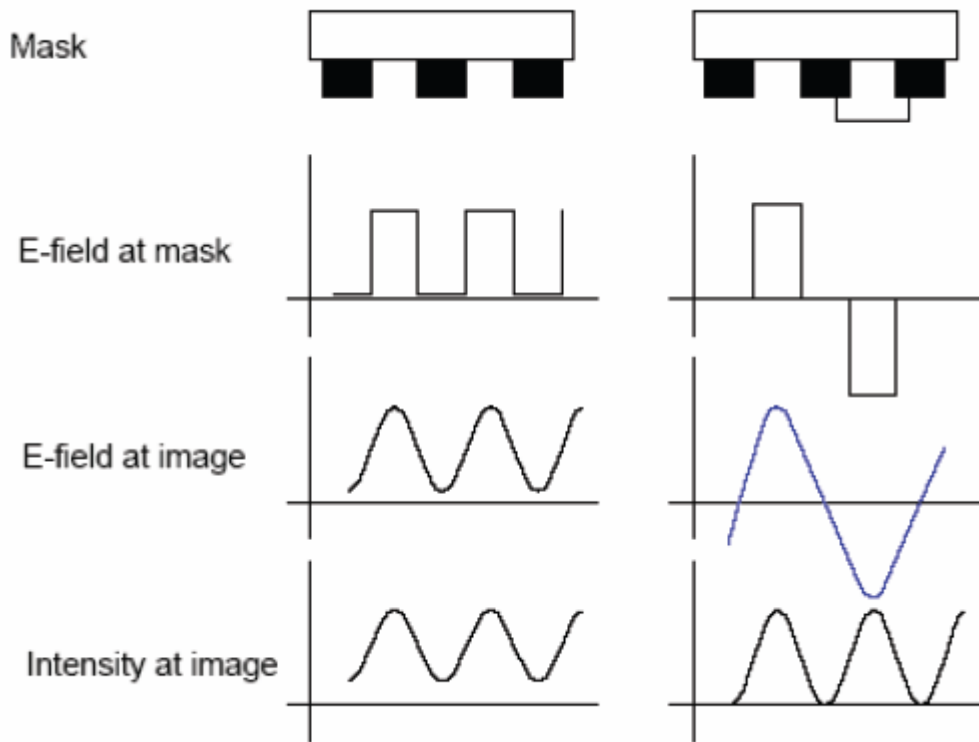 Mask
E-field at mask
E-field at image
Intensity at image